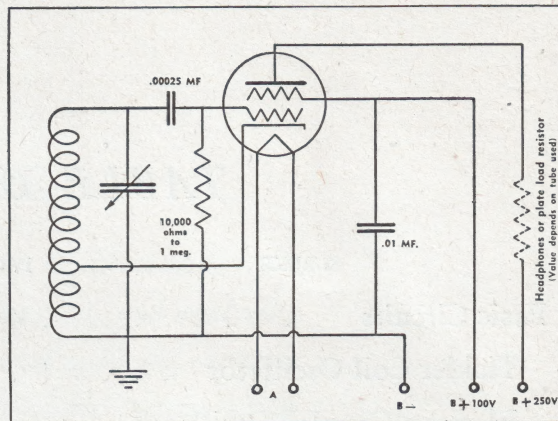 .00025 MF
10,000
ohms
to
1 meg.
.01 MF.
Headphones or plate load resistor
(Value depends on tube used)
A
B –
B + 100V
B + 250V